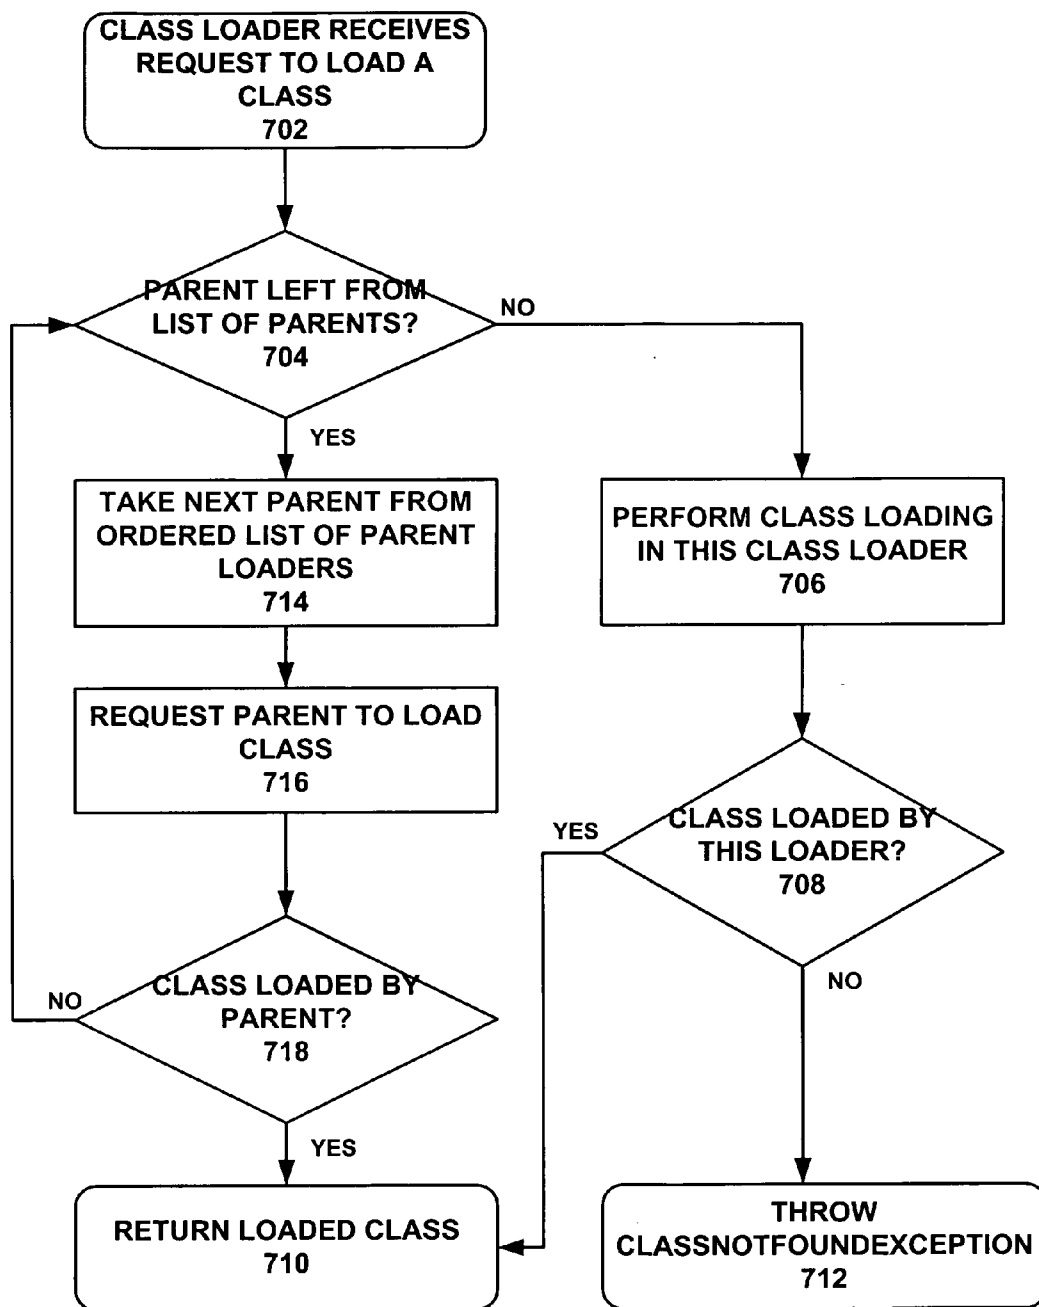 CLASS LOADER RECEIVES
REQUEST TO LOAD A
CLASS
702
PARENT LEFT FROM
LIST OF PARENTS?
704
NO
YES
TAKE NEXT PARENT FROM
ORDERED LIST OF PARENT
LOADERS
714
PERFORM CLASS LOADING
IN THIS CLASS LOADER
706
REQUEST PARENT TO LOAD
CLASS
716
YES
CLASS LOADED BY
THIS LOADER?
708
NO
NO
CLASS LOADED BY
PARENT?
718
YES
RETURN LOADED CLASS
710
THROW
CLASSNOTFOUNDEXCEPTION
712